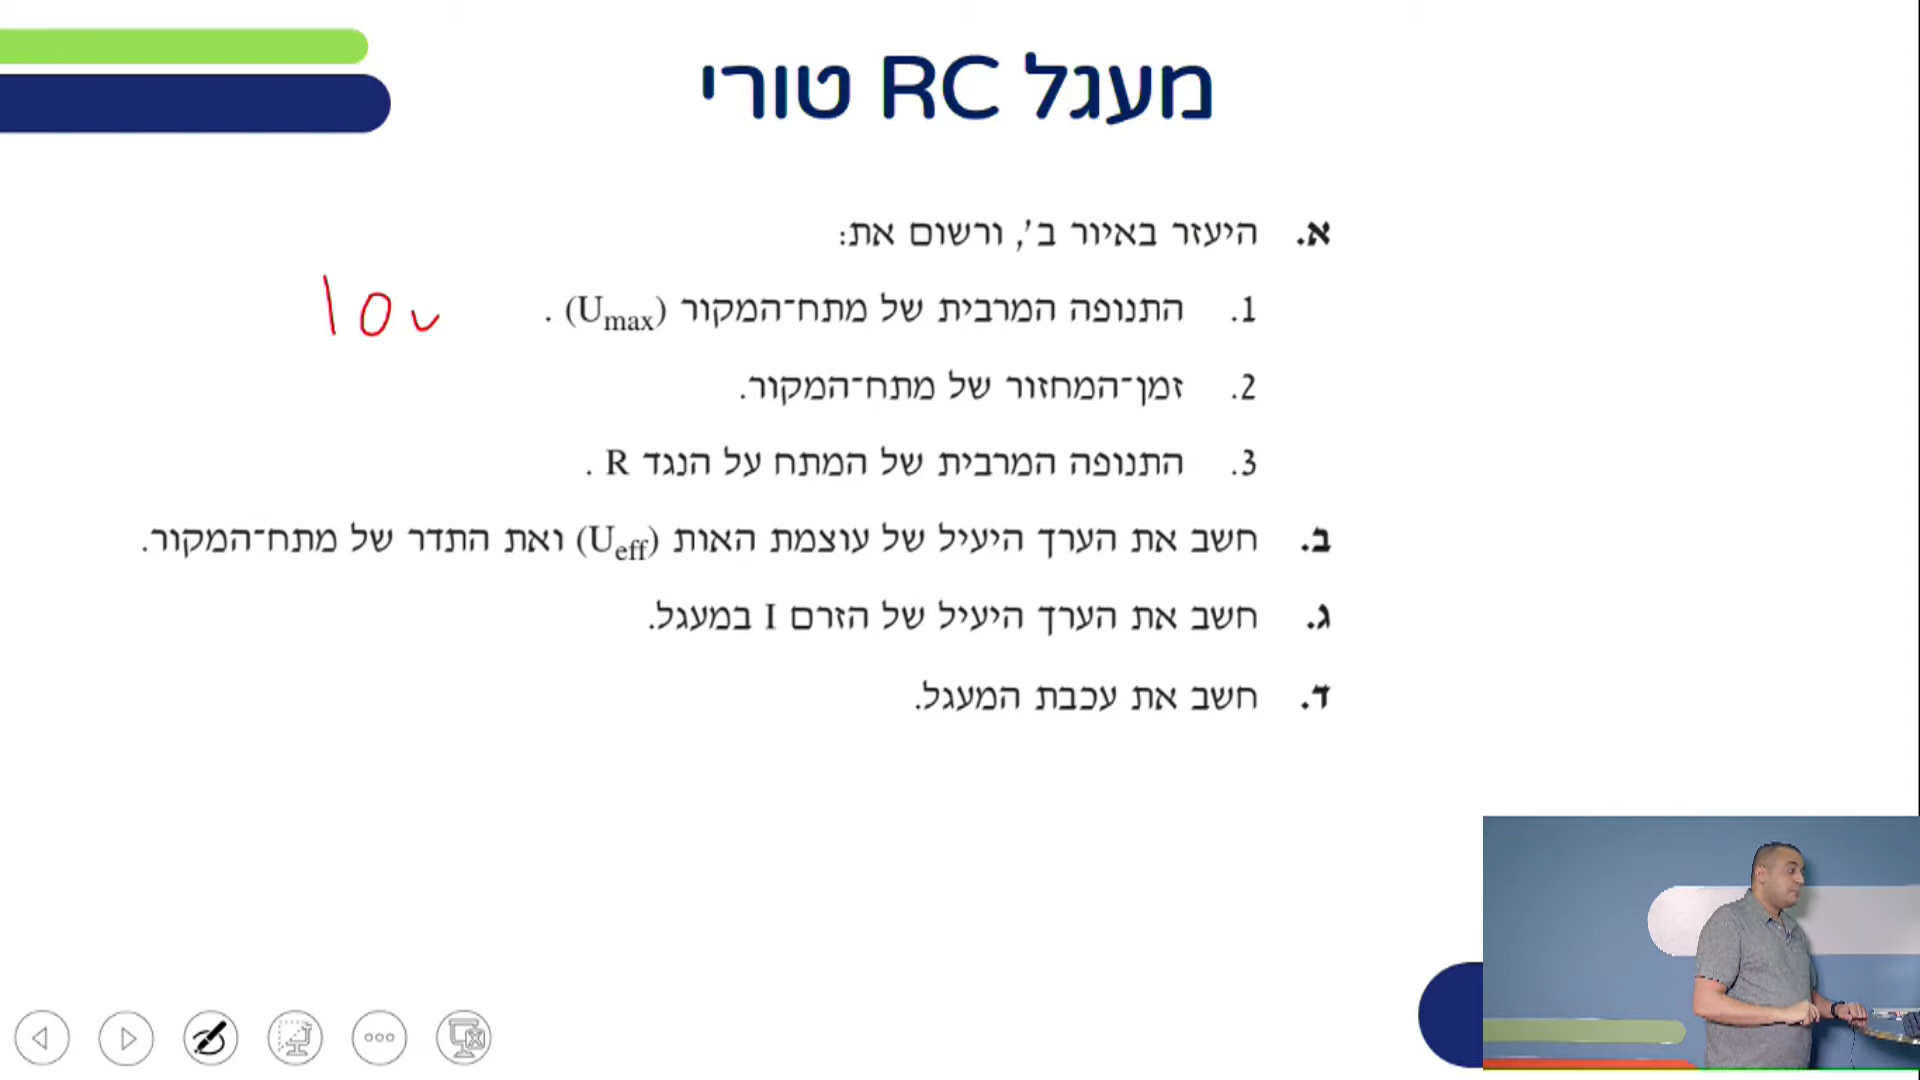 מעגל RC טורי
א. היעזר באיור ב', ורשום את:
1. התנופה המרבית של מתח־המקור (Umax) . 10v
2. זמן־המחזור של מתח־המקור.
3. התנופה המרבית של המתח על הנגד R .
ב. חשב את הערך היעיל של עוצמת האות (Ueff) ואת התדר של מתח־המקור.
ג. חשב את הערך היעיל של הזרם I במעגל.
ד. חשב את עכבת המעגל.